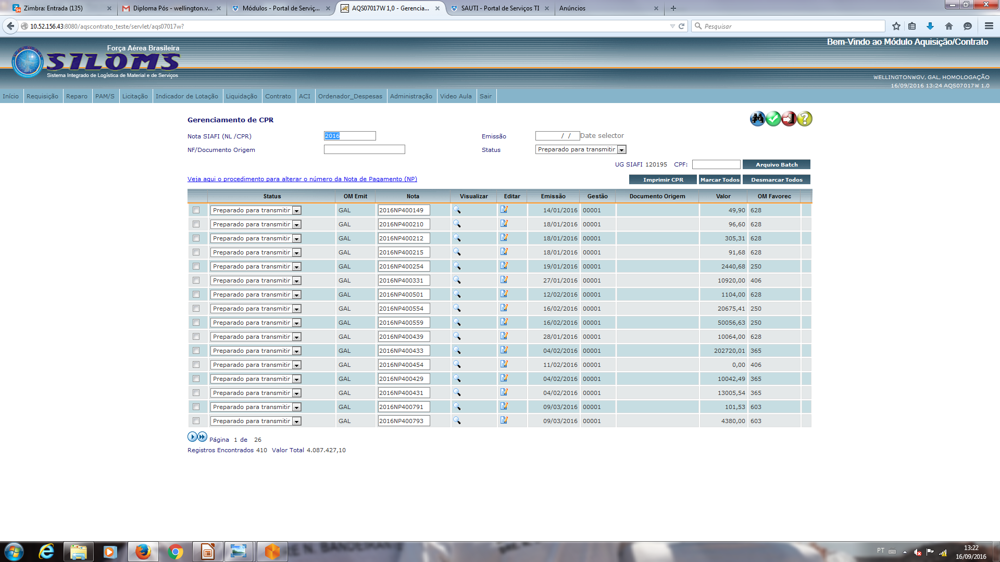 Zimbra: Entrada (135)
Diploma Pós - wellington.v...
Módulos - Portal de Serviç...
AQS07017W 1,0 - Gerencia...
SAUTI - Portal de Serviços TI
Anúncios
10.52.156.43:8080/aqscontrato_teste/servlet/aqs07017w?
Pesquisar
Bem-Vindo ao Módulo Aquisição/Contrato
Força Aérea Brasileira
SILOMS
Sistema Integrado de Logística de Material e de Serviços
WELLINGTONWGV, GAL, HOMOLOGAÇÃO
16/09/2016 13:24 AQS07017W 1,0
Início Requisição Reparo PAM/S Licitação Indicador de Lotação Liquidação Contrato ACI Ordenador_Despesas Administração Video Aula Sair
Gerenciamento de CPR
Nota SIAFI (NL /CPR) 2016 Emissão / / Date selector
NF/Documento Origem Status Preparado para transmitir
UG SIAFI 120195 CPF: Arquivo Batch
Veja aqui o procedimento para alterar o número da Nota de Pagamento (NP) Imprimir CPR Marcar Todos Desmarcar Todos
Status OM Emit Nota Visualizar Editar Emissão Gestão Documento Origem Valor OM Favorec
Preparado para transmitir GAL 2016NP400149 14/01/2016 00001 49,90 628
Preparado para transmitir GAL 2016NP400210 18/01/2016 00001 96,60 628
Preparado para transmitir GAL 2016NP400212 18/01/2016 00001 305,31 628
Preparado para transmitir GAL 2016NP400215 18/01/2016 00001 91,68 628
Preparado para transmitir GAL 2016NP400254 19/01/2016 00001 2440,68 250
Preparado para transmitir GAL 2016NP400331 27/01/2016 00001 10920,00 406
Preparado para transmitir GAL 2016NP400501 12/02/2016 00001 1104,00 628
Preparado para transmitir GAL 2016NP400554 16/02/2016 00001 20675,41 250
Preparado para transmitir GAL 2016NP400559 16/02/2016 00001 50056,63 250
Preparado para transmitir GAL 2016NP400439 28/01/2016 00001 10064,00 628
Preparado para transmitir GAL 2016NP400433 04/02/2016 00001 202720,01 365
Preparado para transmitir GAL 2016NP400454 11/02/2016 00001 0,00 406
Preparado para transmitir GAL 2016NP400429 04/02/2016 00001 10042,49 365
Preparado para transmitir GAL 2016NP400431 04/02/2016 00001 13005,54 365
Preparado para transmitir GAL 2016NP400791 09/03/2016 00001 101,53 603
Preparado para transmitir GAL 2016NP400793 09/03/2016 00001 4380,00 603
Página 1 de 26
Registros Encontrados 410 Valor Total 4.087.427,10
PT
13:22
16/09/2016